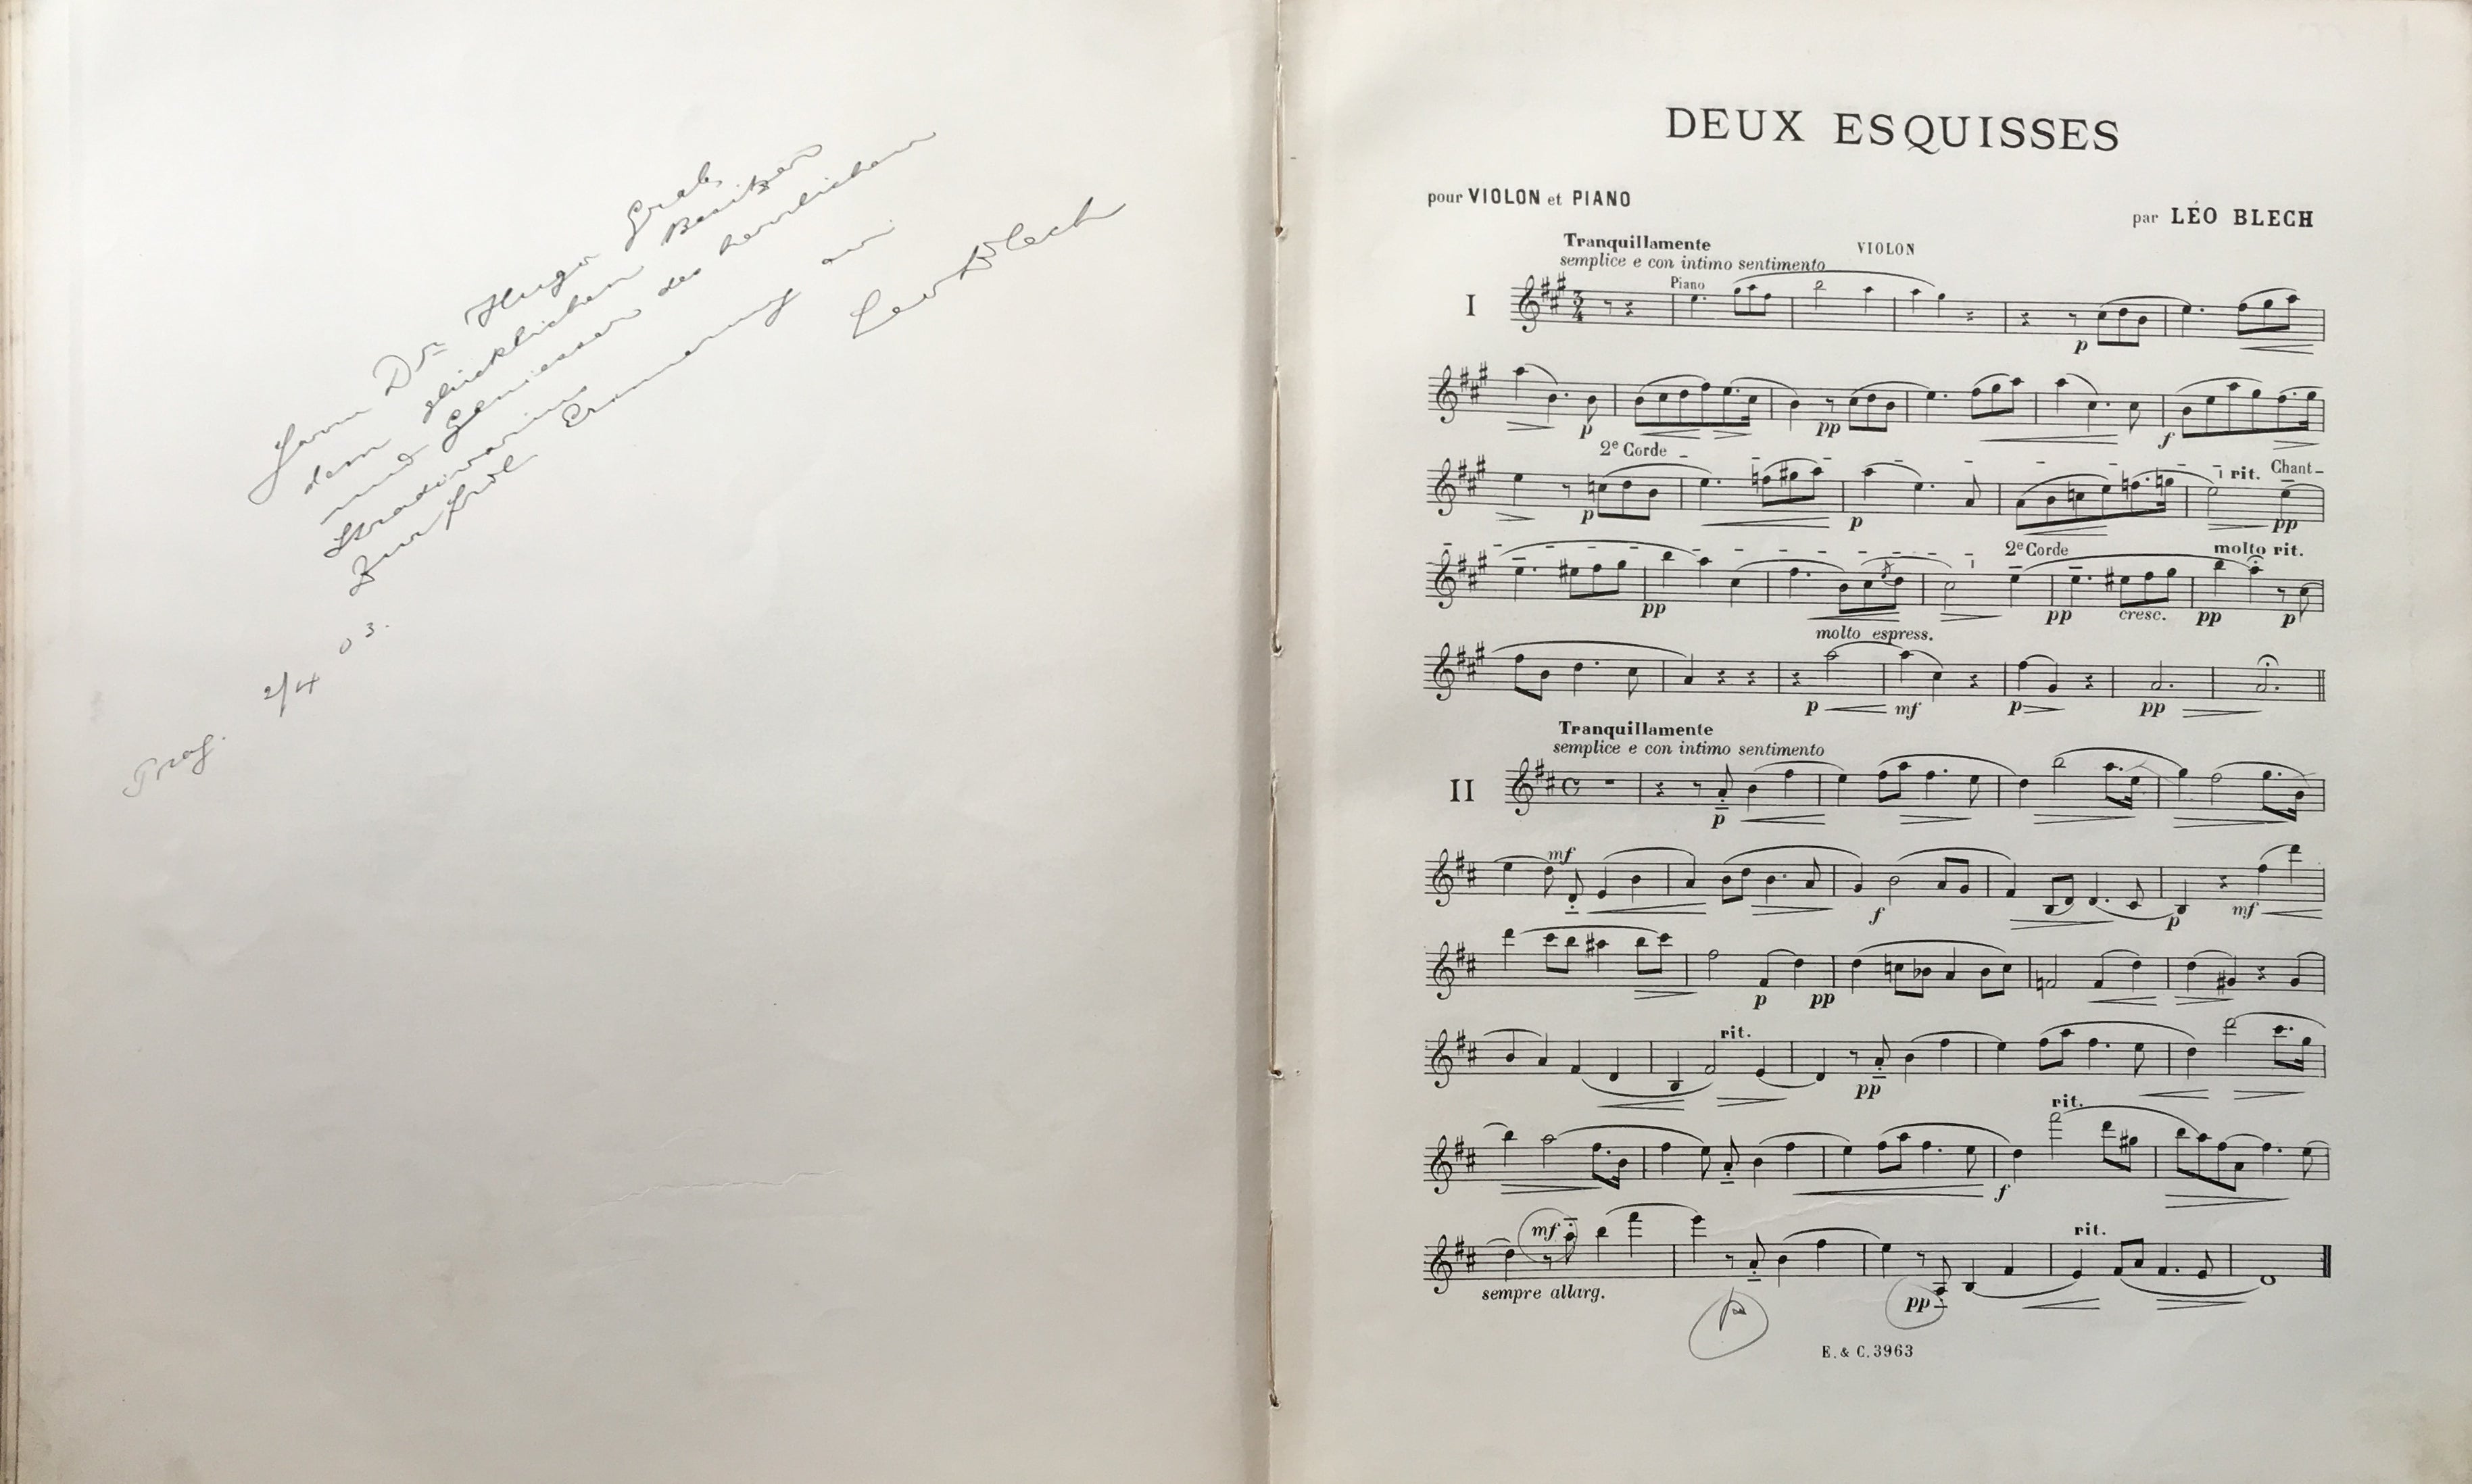 Herrn Dr Hugo Grab,
dem glücklichen Besitzer
und Geniesser der herrlichen
Stradivarius
zur frdl Erinnerung an
Leo Blech
Prag. 2/4 03.
DEUX ESQUISSES
pour VIOLON et PIANO
par LÉO BLECH
Tranquillamente
VIOLON
semplice e con intimo sentimento
Piano
I
3/4
p
p
pp
f
2e Corde
rit. Chant-
p
p
pp
2e Corde
molto rit.
pp
pp cresc. pp p
molto espress.
p mf p pp
Tranquillamente
semplice e con intimo sentimento
II
p
mf
f p mf
p pp
rit.
pp
rit.
f
mf
rit.
sempre allarg.
p
pp
E. & C. 3963